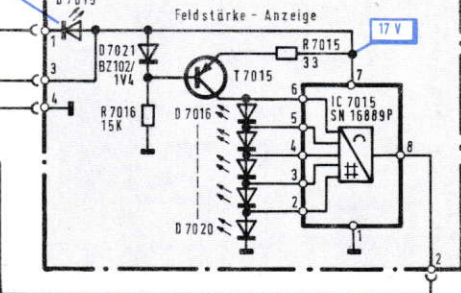 D7015
Feldstärke - Anzeige
17 V
1
D7021
BZ102/
1V4
R7015
33
3
T7015
7
4
6
IC 7015
SN 16889P
R7016
15K
D7016
5
4
8
3
2
D7020
1
2